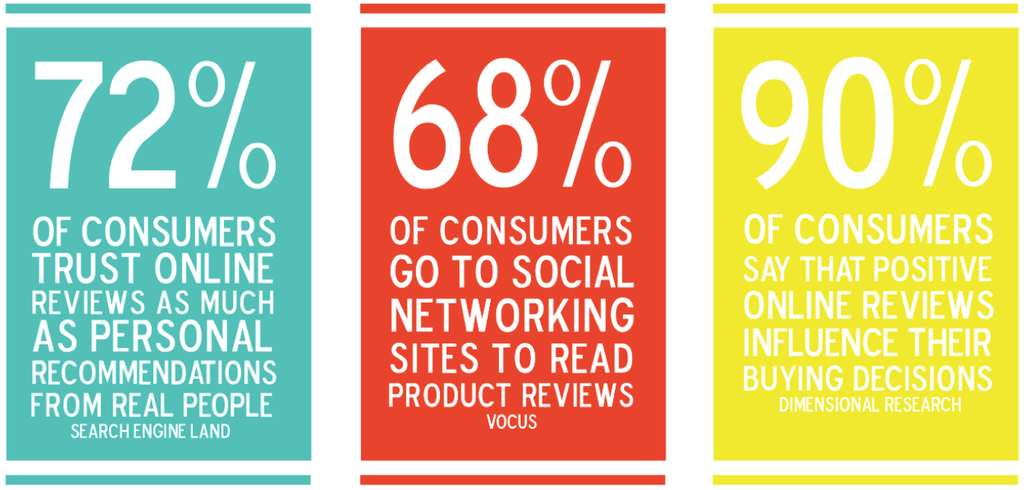 72%
OF CONSUMERS
TRUST ONLINE
REVIEWS AS MUCH
AS PERSONAL
RECOMMENDATIONS
FROM REAL PEOPLE
SEARCH ENGINE LAND
68%
OF CONSUMERS
GO TO SOCIAL
NETWORKING
SITES TO READ
PRODUCT REVIEWS
VOCUS
90%
OF CONSUMERS
SAY THAT POSITIVE
ONLINE REVIEWS
INFLUENCE THEIR
BUYING DECISIONS
DIMENSIONAL RESEARCH